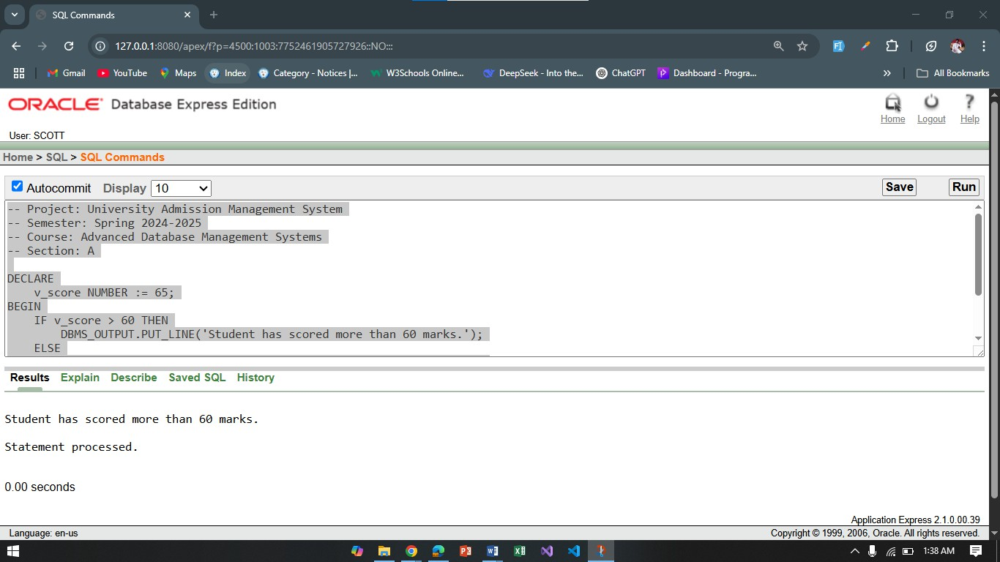 SQL Commands
127.0.0.1:8080/apex/f?p=4500:1003:7752461905727926::NO:::
Gmail YouTube Maps Index Category - Notices |... W3Schools Online... DeepSeek - Into the... ChatGPT Dashboard - Progra... » All Bookmarks
ORACLE Database Express Edition
Home Logout Help
User: SCOTT
Home > SQL > SQL Commands
Autocommit Display 10 Save Run
-- Project: University Admission Management System
-- Semester: Spring 2024-2025
-- Course: Advanced Database Management Systems
-- Section: A
DECLARE
v_score NUMBER := 65;
BEGIN
IF v_score > 60 THEN
DBMS_OUTPUT.PUT_LINE('Student has scored more than 60 marks.');
ELSE
Results Explain Describe Saved SQL History
Student has scored more than 60 marks.
Statement processed.
0.00 seconds
Application Express 2.1.0.00.39
Language: en-us Copyright © 1999, 2006, Oracle. All rights reserved.
1:38 AM